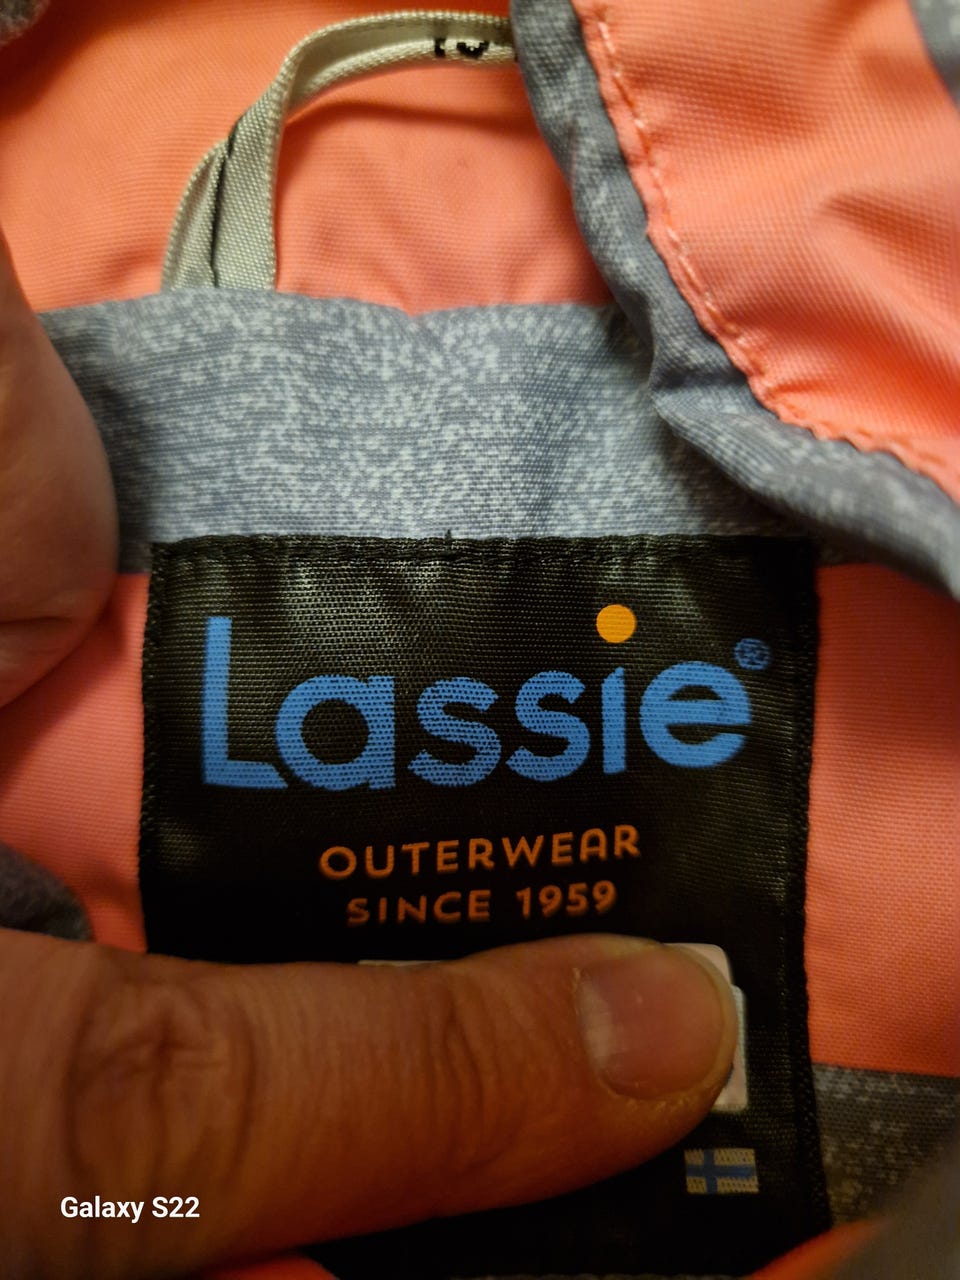 Lassie®
OUTERWEAR
SINCE 1959
Galaxy S22